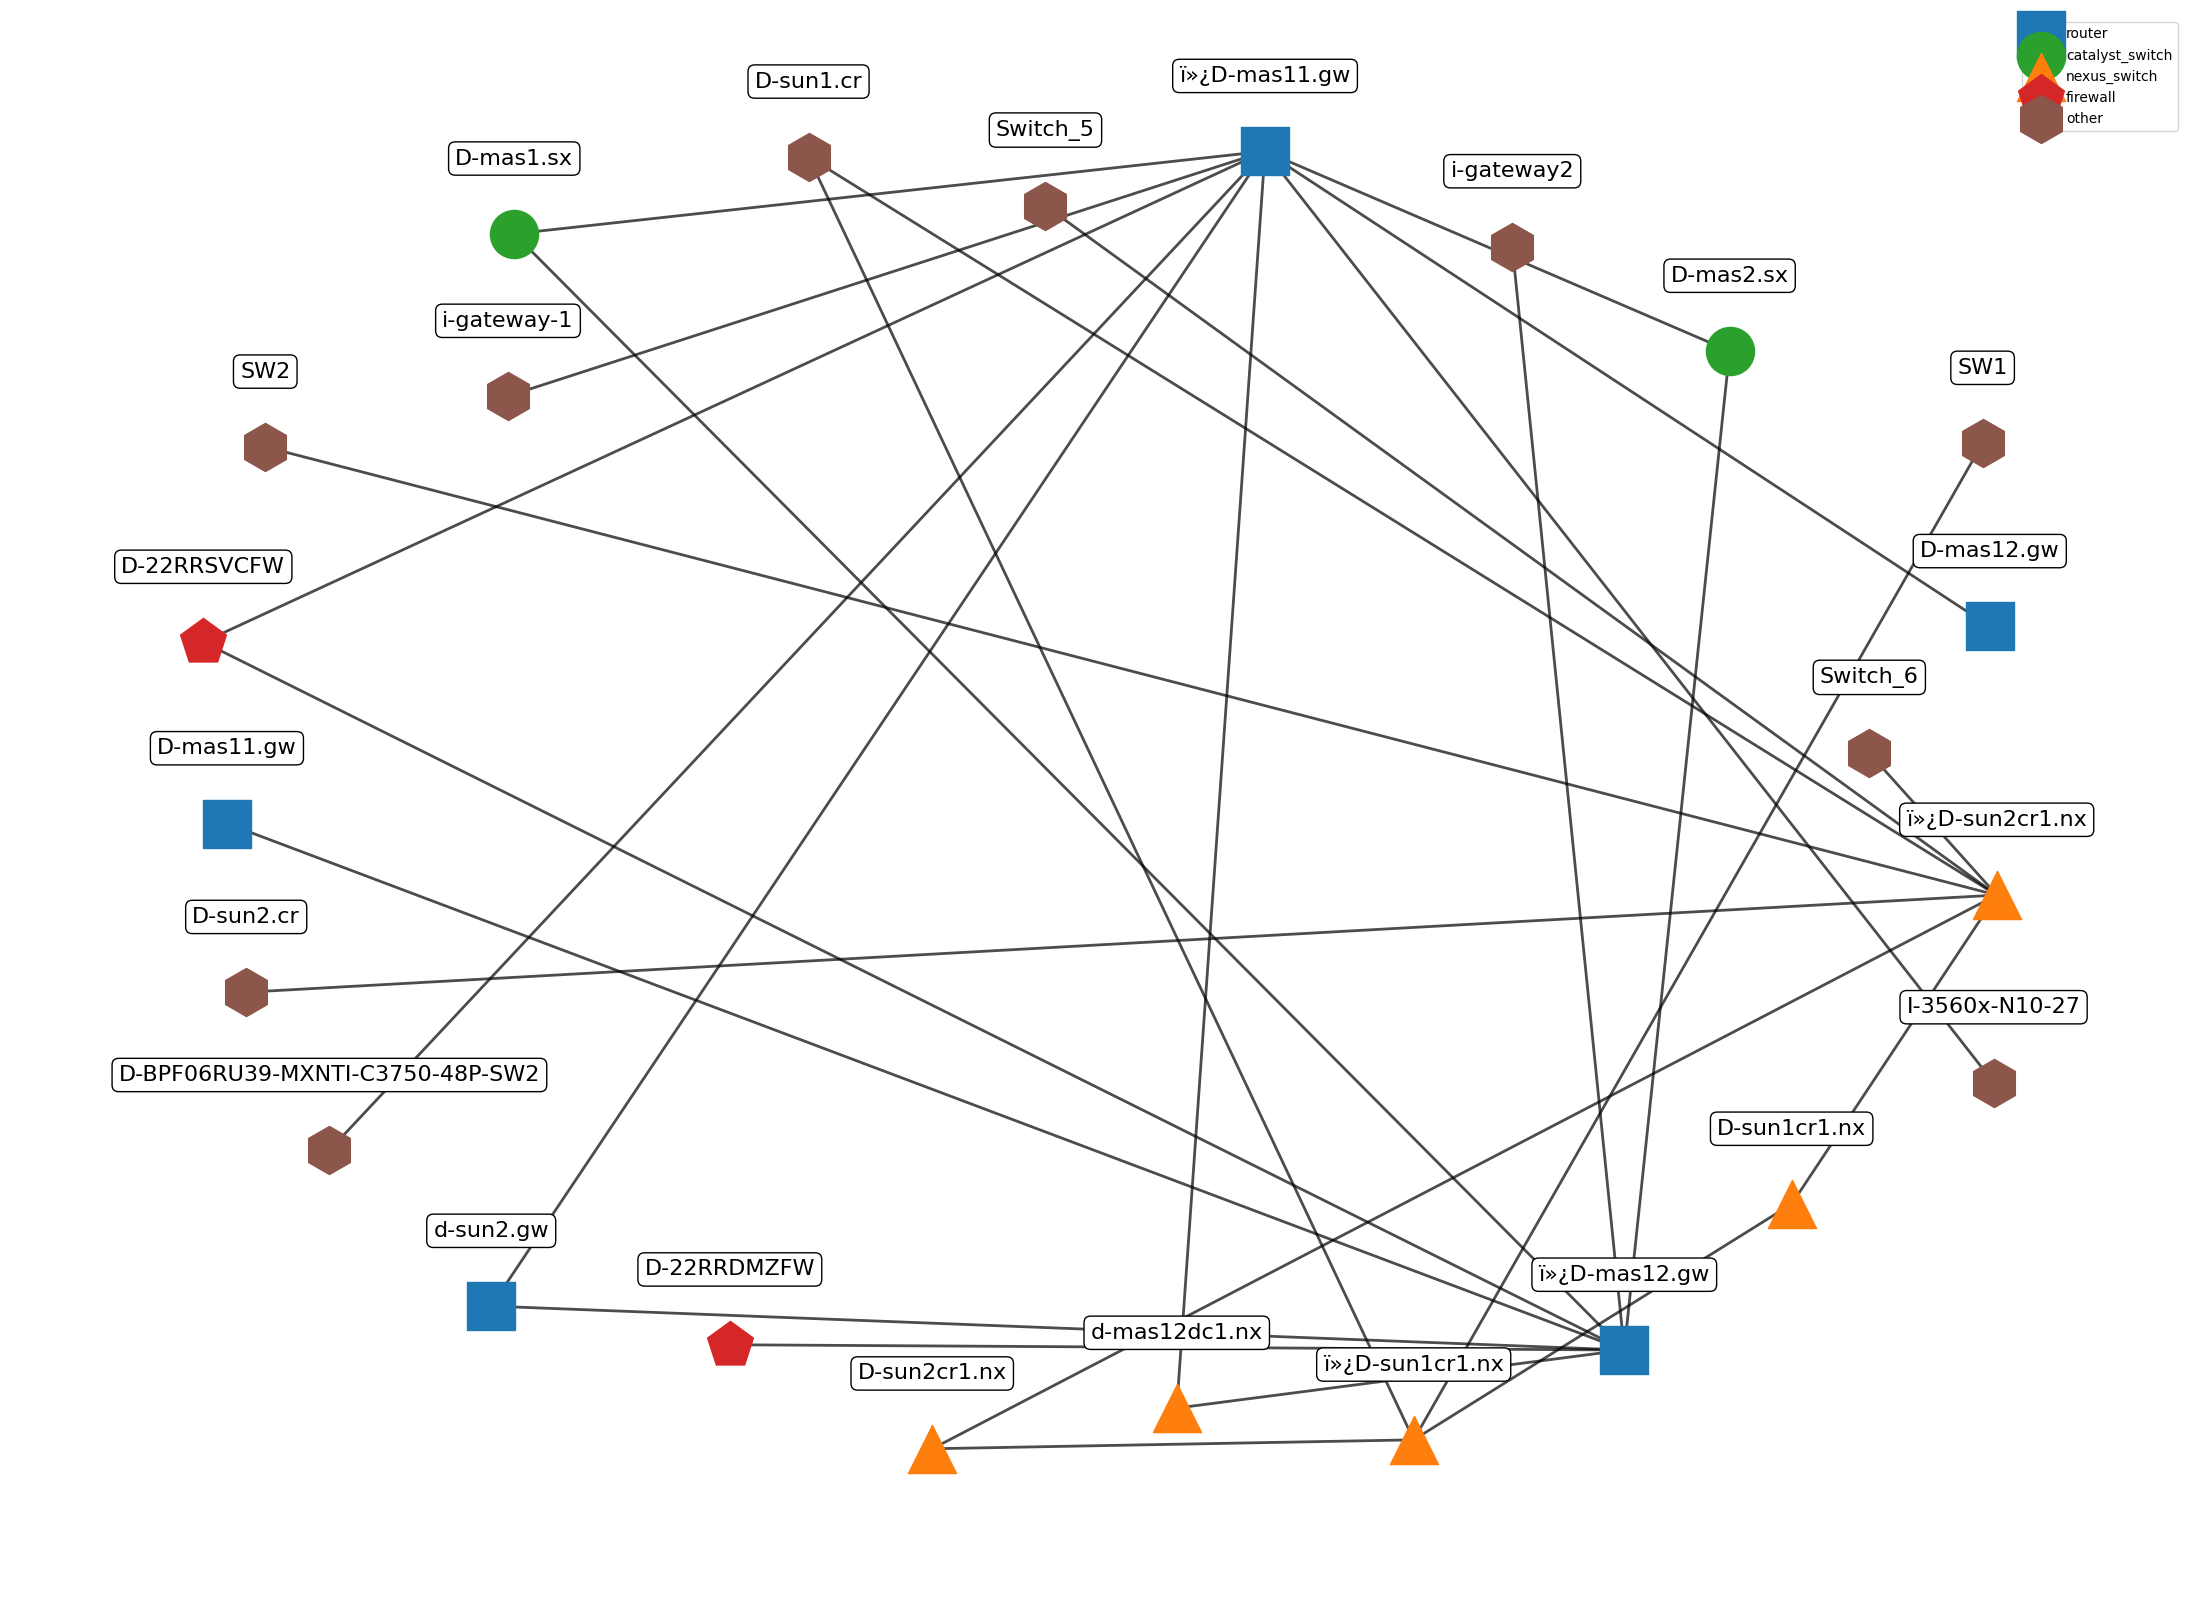 D-sun1.cr
ï»¿D-mas11.gw
router
catalyst_switch
nexus_switch
firewall
other
Switch_5
D-mas1.sx
i-gateway2
D-mas2.sx
i-gateway-1
SW2
SW1
D-mas12.gw
D-22RRSVCFW
Switch_6
D-mas11.gw
ï»¿D-sun2cr1.nx
D-sun2.cr
I-3560x-N10-27
D-BPF06RU39-MXNTI-C3750-48P-SW2
D-sun1cr1.nx
d-sun2.gw
D-22RRDMZFW
ï»¿D-mas12.gw
d-mas12dc1.nx
ï»¿D-sun1cr1.nx
D-sun2cr1.nx